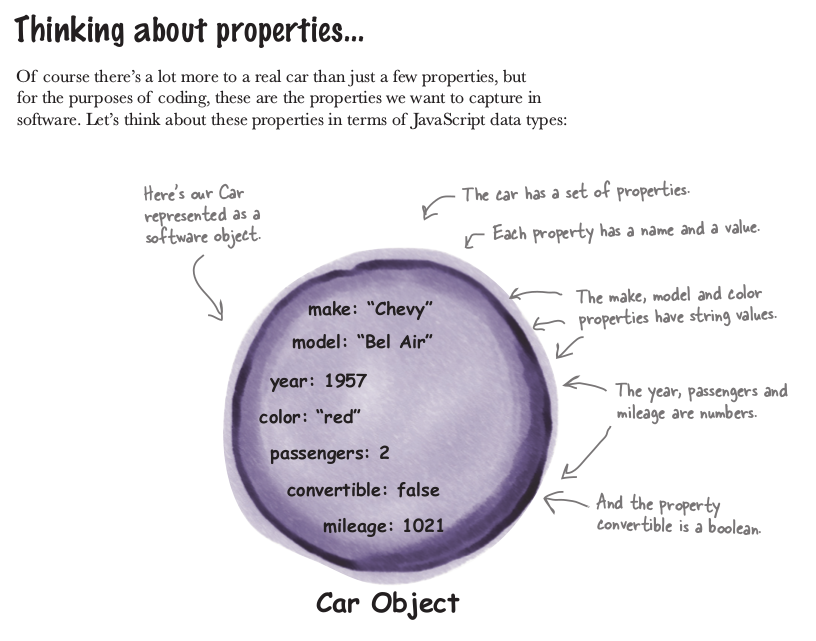 Thinking about properties...
Of course there's a lot more to a real car than just a few properties, but
for the purposes of coding, these are the properties we want to capture in
software. Let's think about these properties in terms of JavaScript data types:
Here's our Car
represented as a
software object.
The car has a set of properties.
Each property has a name and a value.
The make, model and color
properties have string values.
The year, passengers and
mileage are numbers.
And the property
convertible is a boolean.
make: “Chevy”
model: “Bel Air”
year: 1957
color: “red”
passengers: 2
convertible: false
mileage: 1021
Car Object